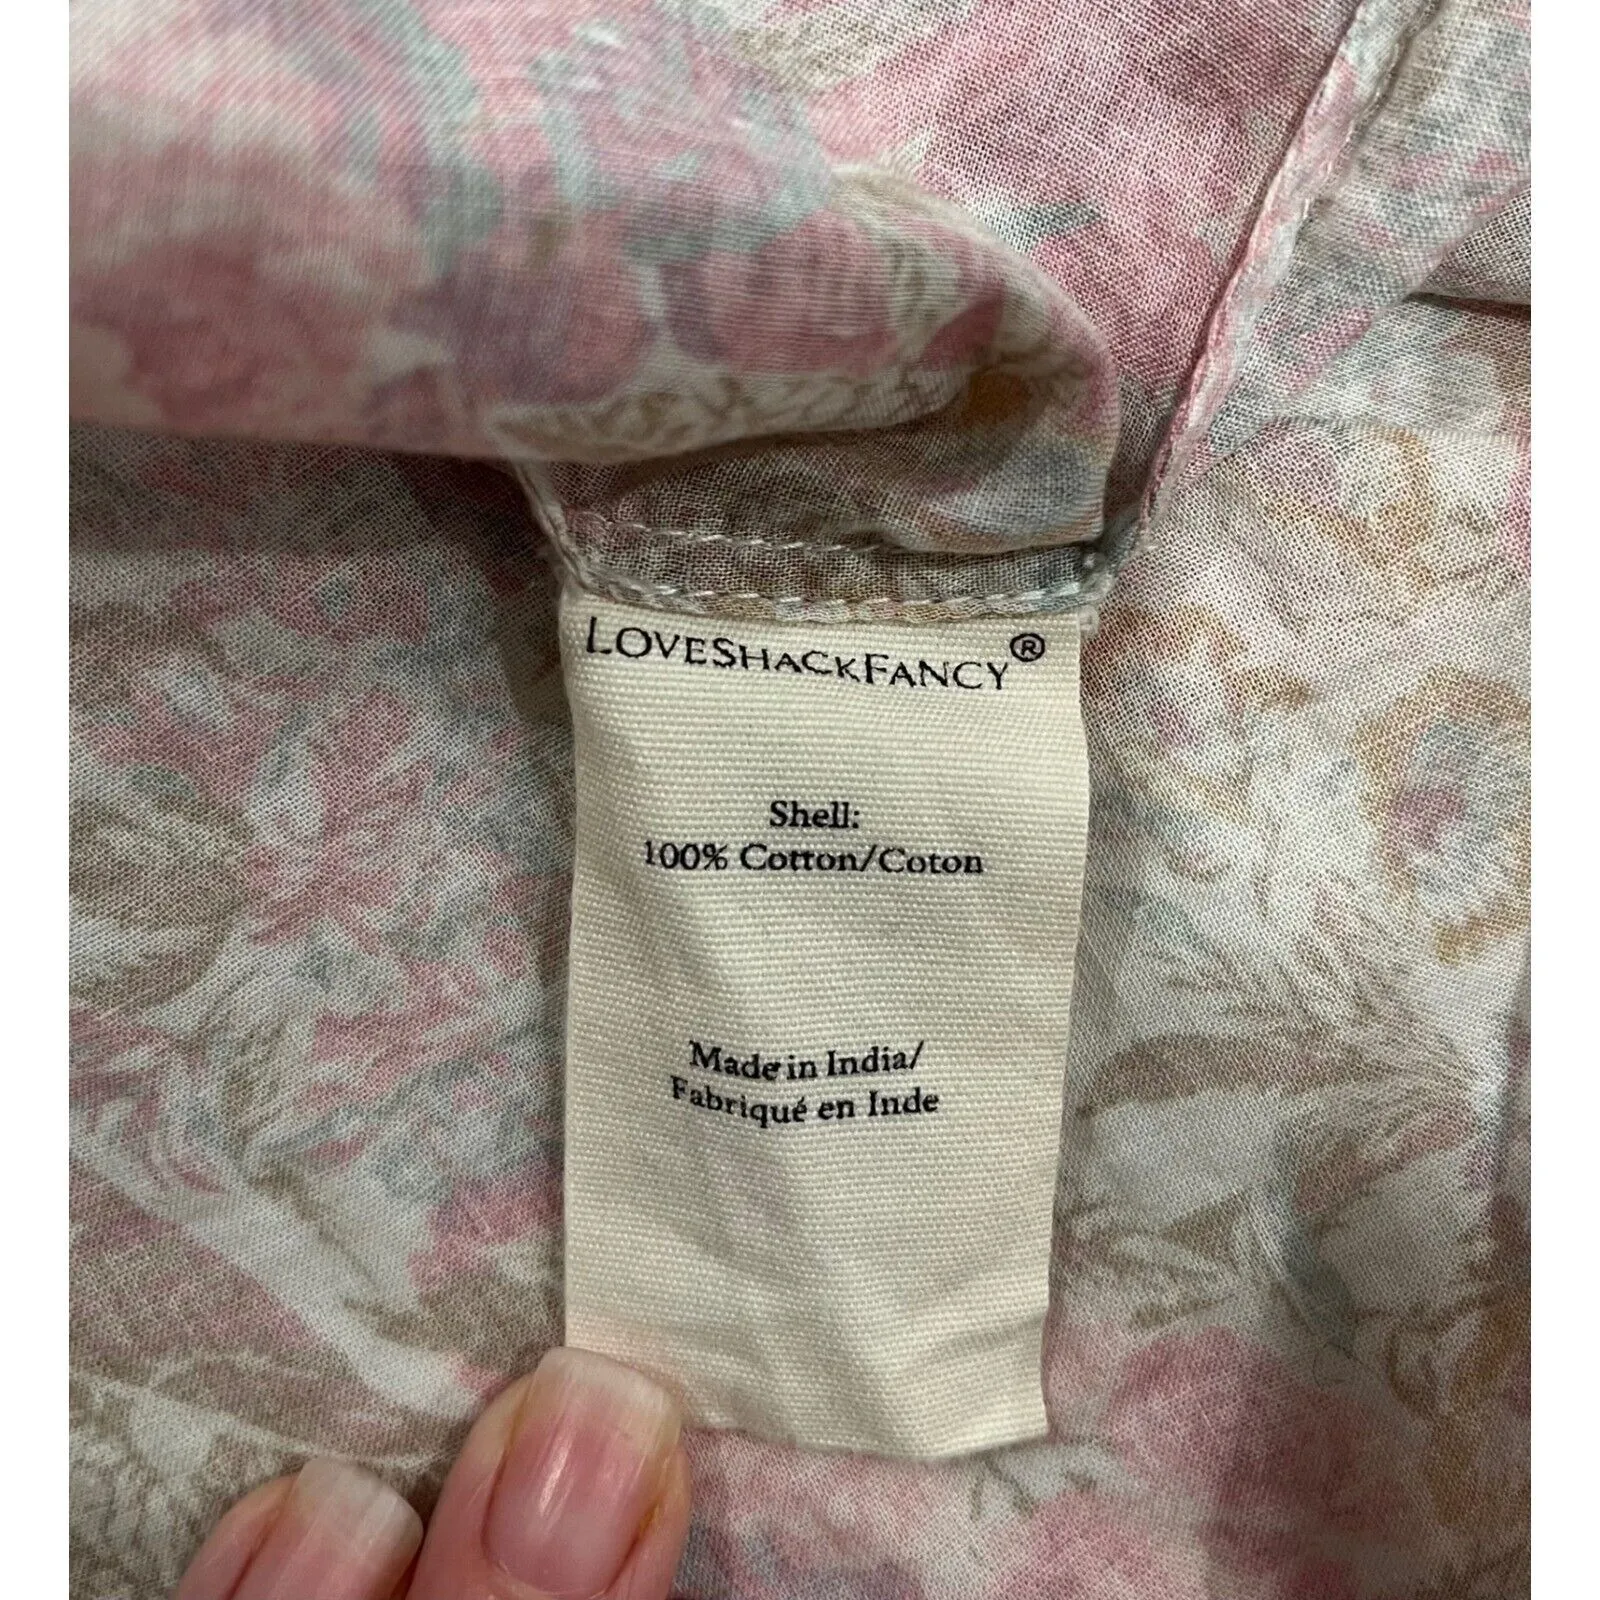 LOVESHACKFANCY®
Shell:
100% Cotton/Coton
Made in India/
Fabriqué en Inde